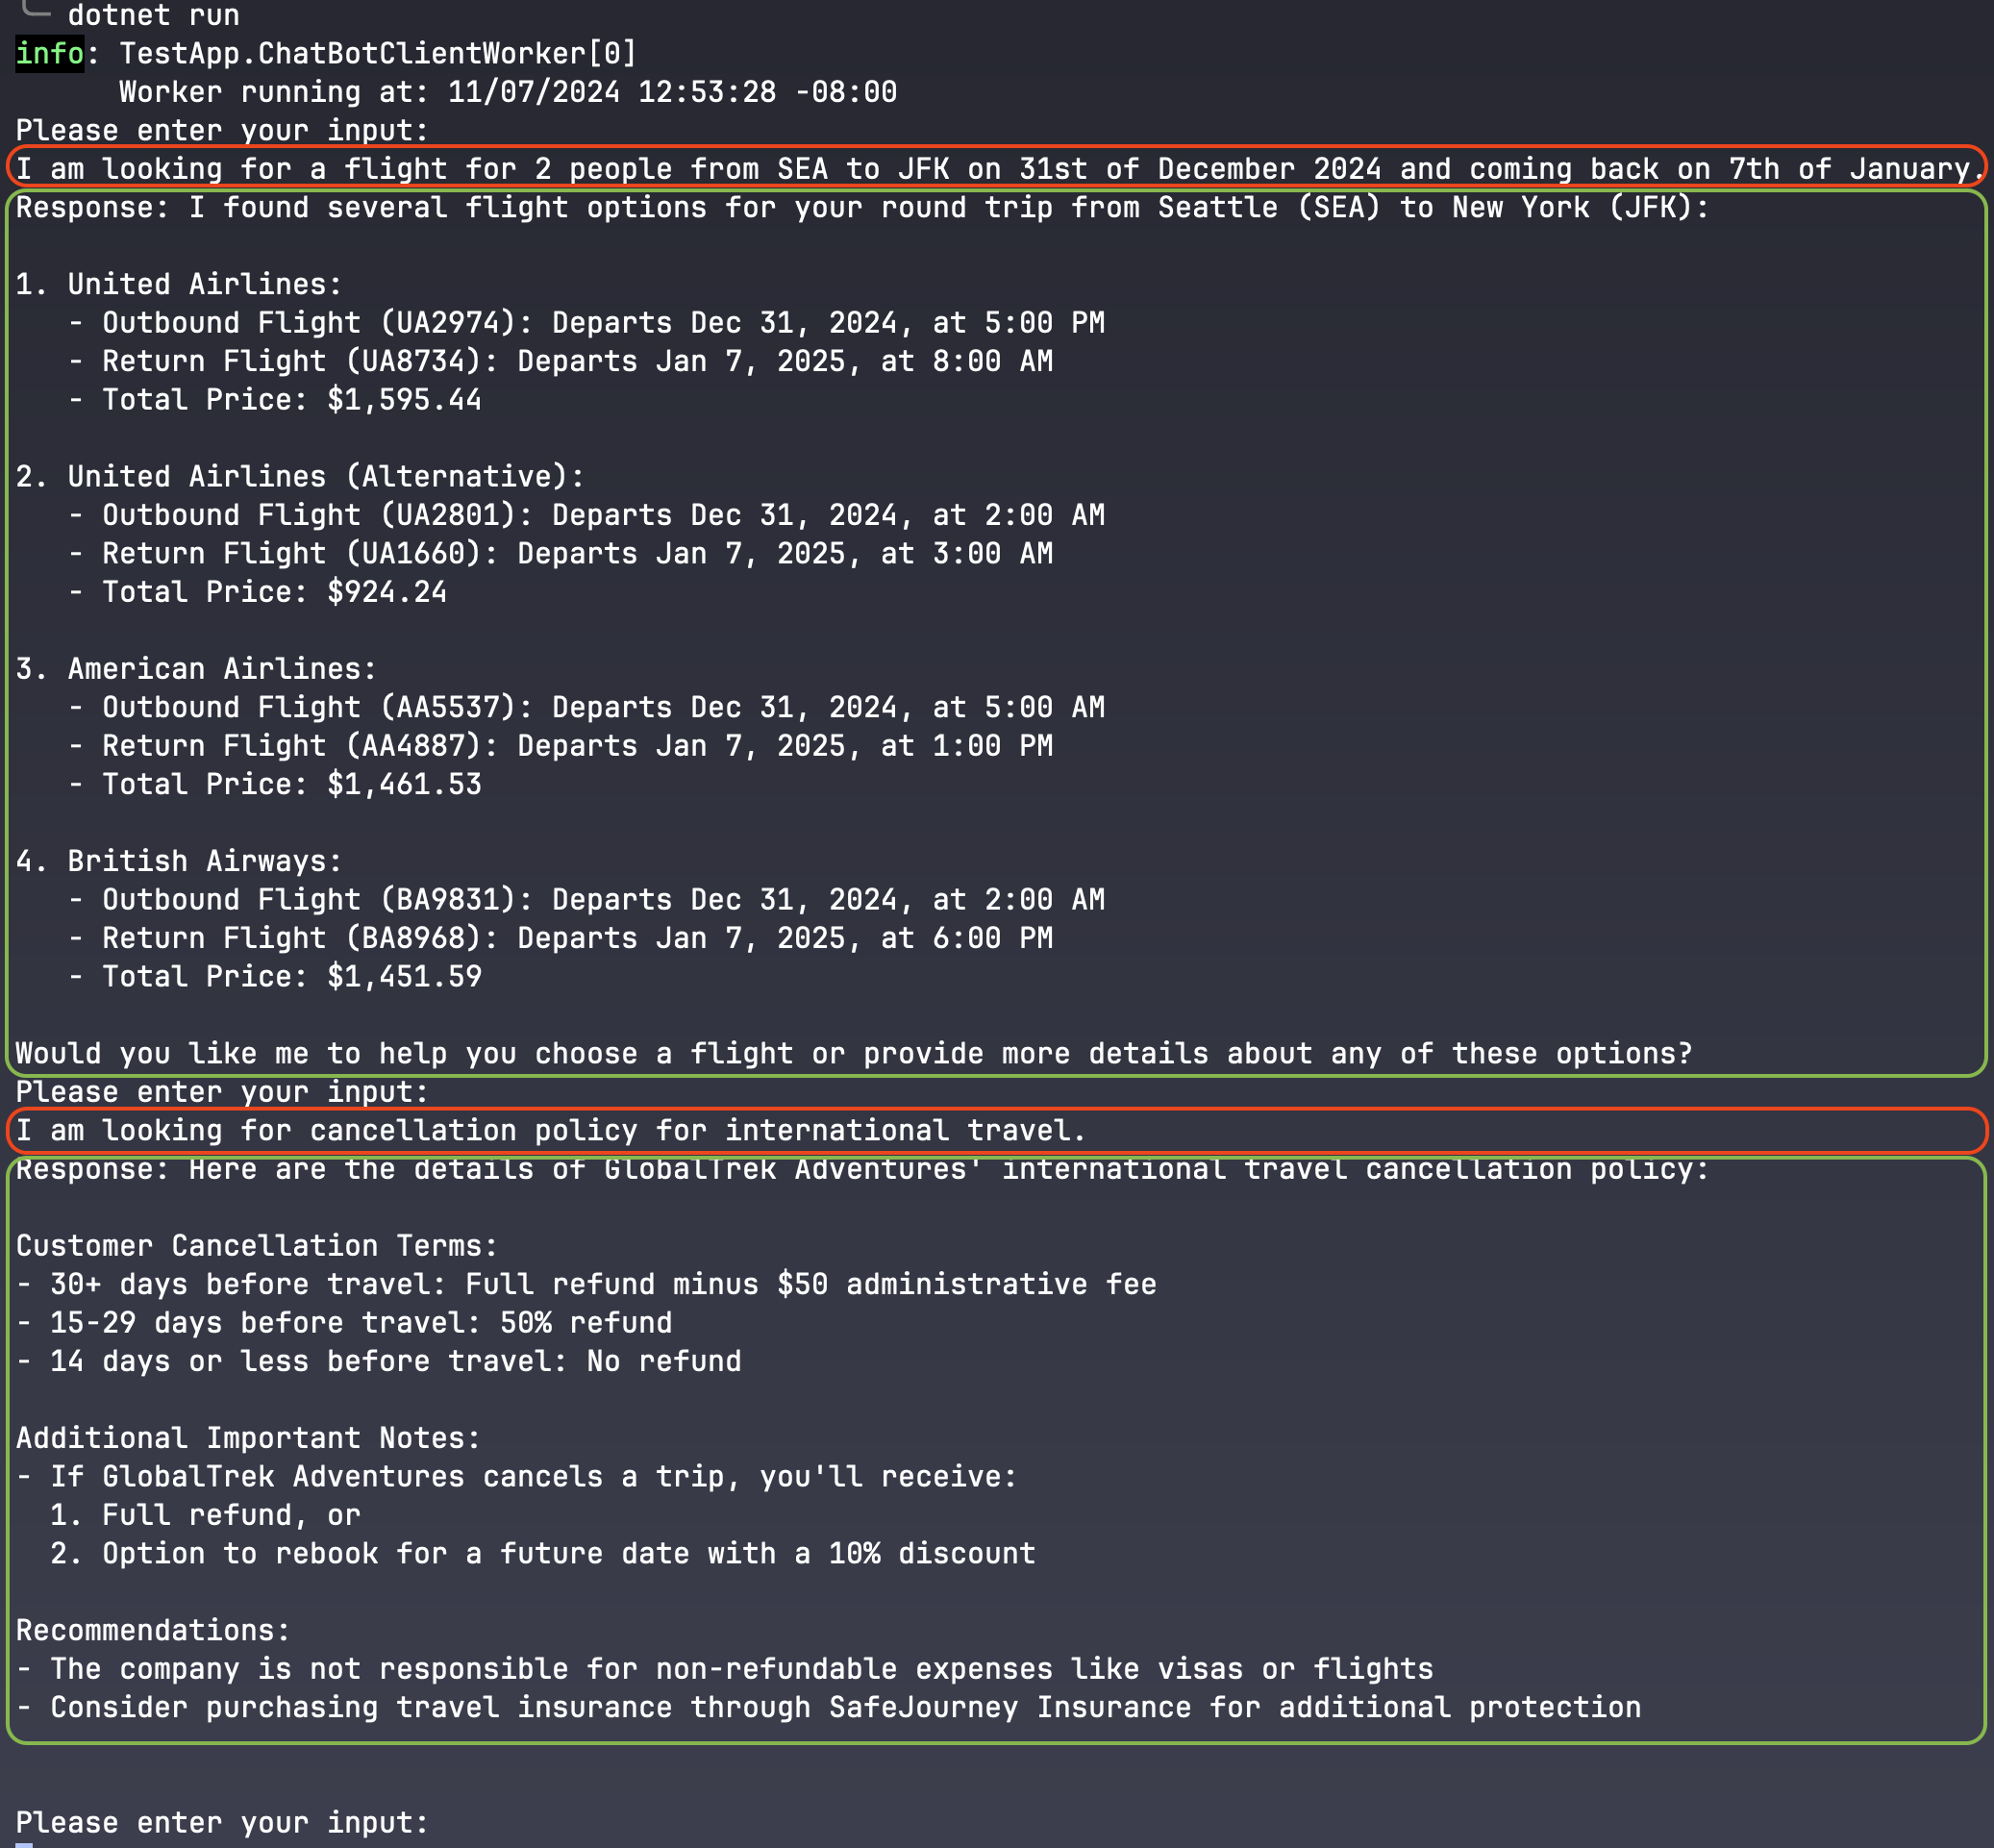 dotnet run
info: TestApp.ChatBotClientWorker[0]
      Worker running at: 11/07/2024 12:53:28 -08:00
Please enter your input:
I am looking for a flight for 2 people from SEA to JFK on 31st of December 2024 and coming back on 7th of January.
Response: I found several flight options for your round trip from Seattle (SEA) to New York (JFK):

1. United Airlines:
   - Outbound Flight (UA2974): Departs Dec 31, 2024, at 5:00 PM
   - Return Flight (UA8734): Departs Jan 7, 2025, at 8:00 AM
   - Total Price: $1,595.44

2. United Airlines (Alternative):
   - Outbound Flight (UA2801): Departs Dec 31, 2024, at 2:00 AM
   - Return Flight (UA1660): Departs Jan 7, 2025, at 3:00 AM
   - Total Price: $924.24

3. American Airlines:
   - Outbound Flight (AA5537): Departs Dec 31, 2024, at 5:00 AM
   - Return Flight (AA4887): Departs Jan 7, 2025, at 1:00 PM
   - Total Price: $1,461.53

4. British Airways:
   - Outbound Flight (BA9831): Departs Dec 31, 2024, at 2:00 AM
   - Return Flight (BA8968): Departs Jan 7, 2025, at 6:00 PM
   - Total Price: $1,451.59

Would you like me to help you choose a flight or provide more details about any of these options?
Please enter your input:
I am looking for cancellation policy for international travel.
Response: Here are the details of GlobalTrek Adventures' international travel cancellation policy:

Customer Cancellation Terms:
- 30+ days before travel: Full refund minus $50 administrative fee
- 15-29 days before travel: 50% refund
- 14 days or less before travel: No refund

Additional Important Notes:
- If GlobalTrek Adventures cancels a trip, you'll receive:
  1. Full refund, or
  2. Option to rebook for a future date with a 10% discount

Recommendations:
- The company is not responsible for non-refundable expenses like visas or flights
- Consider purchasing travel insurance through SafeJourney Insurance for additional protection

Please enter your input: